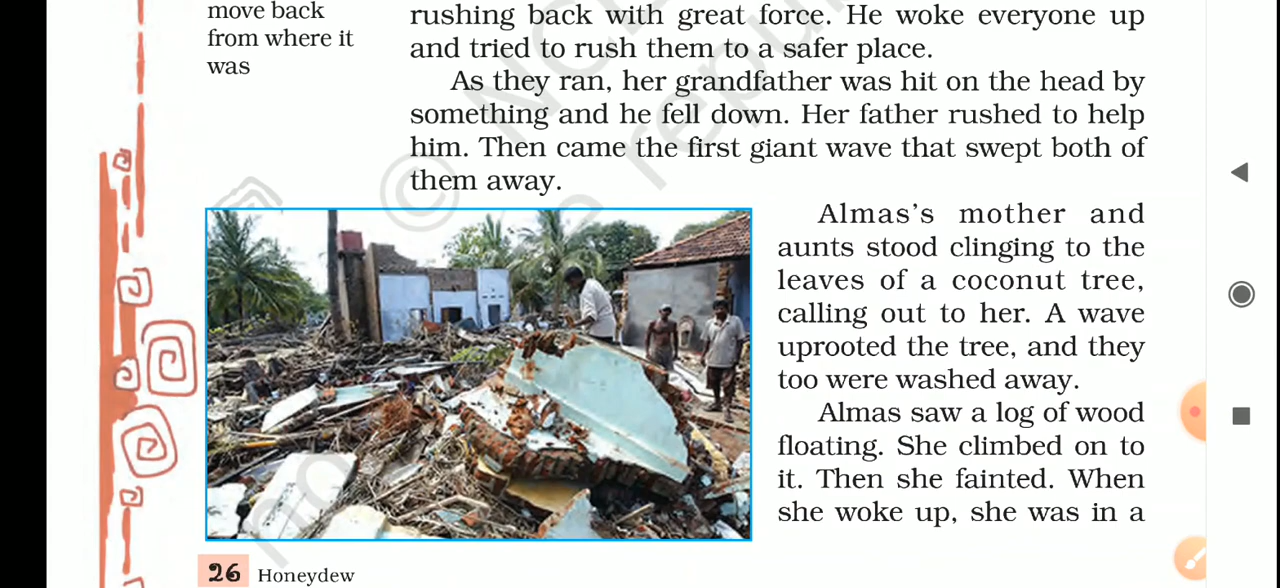 move back
from where it
was
rushing back with great force. He woke everyone up
and tried to rush them to a safer place.
As they ran, her grandfather was hit on the head by
something and he fell down. Her father rushed to help
him. Then came the first giant wave that swept both of
them away.
Almas's mother and
aunts stood clinging to the
leaves of a coconut tree,
calling out to her. A wave
uprooted the tree, and they
too were washed away.
Almas saw a log of wood
floating. She climbed on to
it. Then she fainted. When
she woke up, she was in a
26 Honeydew